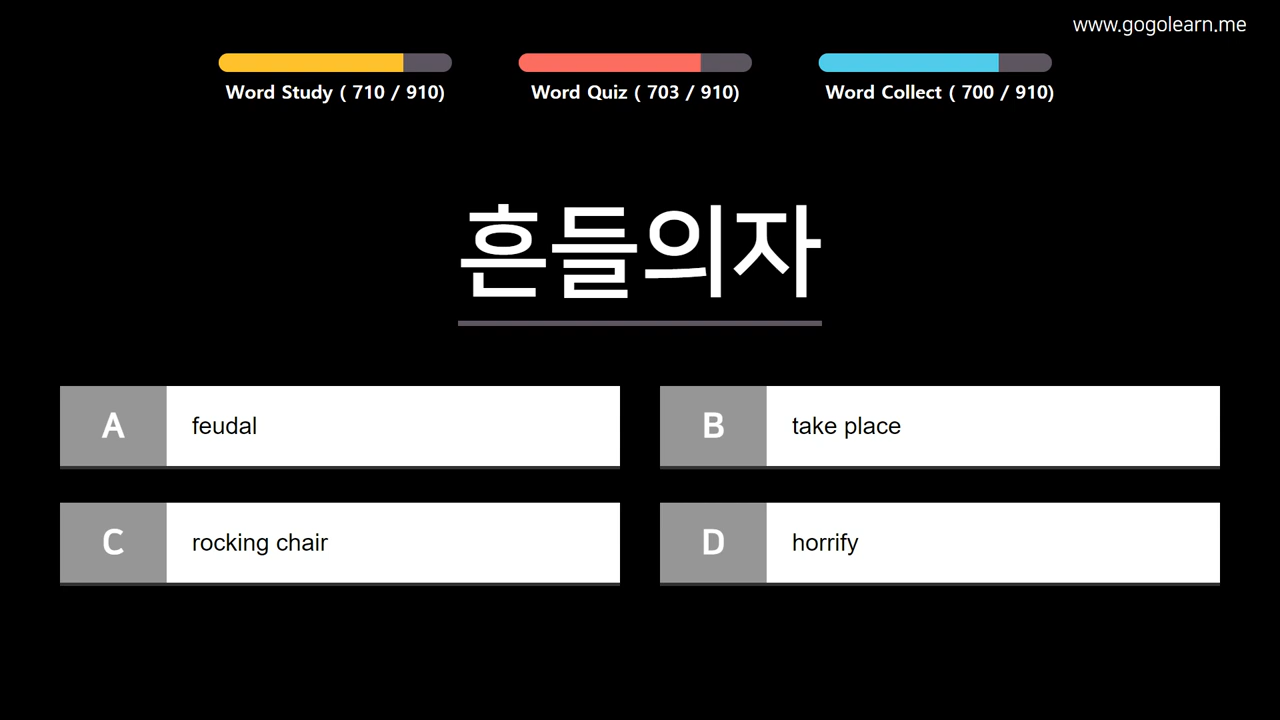 www.gogolearn.me
Word Study ( 710 / 910)
Word Quiz ( 703 / 910)
Word Collect ( 700 / 910)
흔들의자
A feudal
B take place
C rocking chair
D horrify